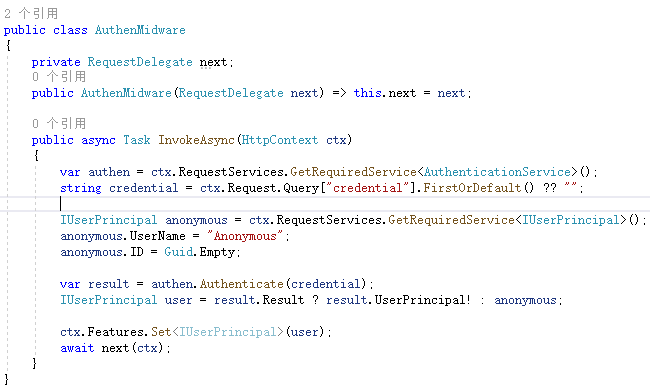 2 个引用
public class AuthenMidware
{
    private RequestDelegate next;
    0 个引用
    public AuthenMidware(RequestDelegate next) => this.next = next;

    0 个引用
    public async Task InvokeAsync(HttpContext ctx)
    {
        var authen = ctx.RequestServices.GetRequiredService<AuthenticationService>();
        string credential = ctx.Request.Query["credential"].FirstOrDefault() ?? "";

        IUserPrincipal anonymous = ctx.RequestServices.GetRequiredService<IUserPrincipal>();
        anonymous.UserName = "Anonymous";
        anonymous.ID = Guid.Empty;

        var result = authen.Authenticate(credential);
        IUserPrincipal user = result.Result ? result.UserPrincipal! : anonymous;

        ctx.Features.Set<IUserPrincipal>(user);
        await next(ctx);
    }
}